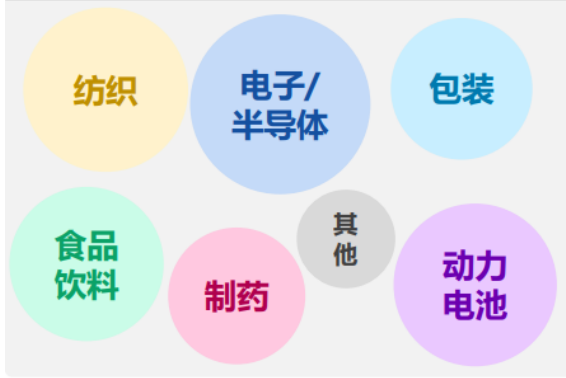 纺织
电子/
半导体
包装
食品
饮料
制药
其
他
动力
电池